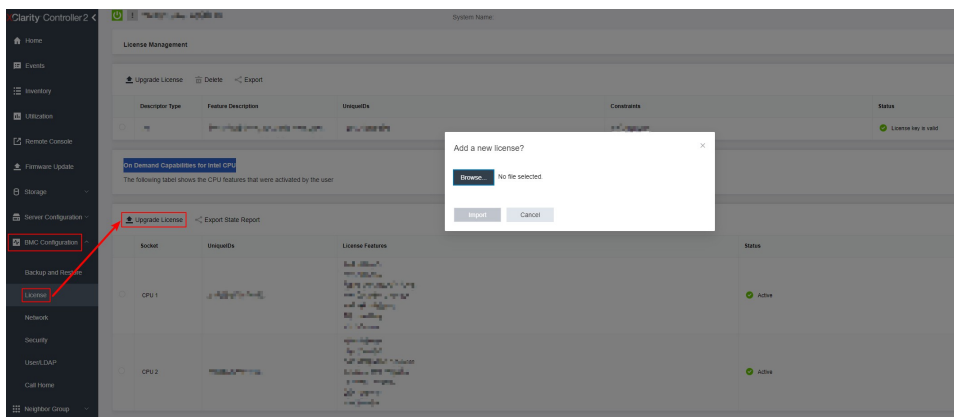 Clarity Controller 2
System Name:
Home
License Management
Events
Upgrade License Delete Export
Inventory
Descriptor Type Feature Description UniqueIDs Constraints Status
Utilization
License key is valid
Remote Console
Add a new license?
Firmware Update
On Demand Capabilities for Intel CPU
The following tabel shows the CPU features that were activated by the user
Browse... No file selected.
Storage
Import Cancel
Server Configuration
Upgrade License Export State Report
BMC Configuration
Socket UniqueIDs License Features Status
Backup and Restore
License
CPU 1 Active
Network
Security
User/LDAP
CPU 2 Active
Call Home
Neighbor Group